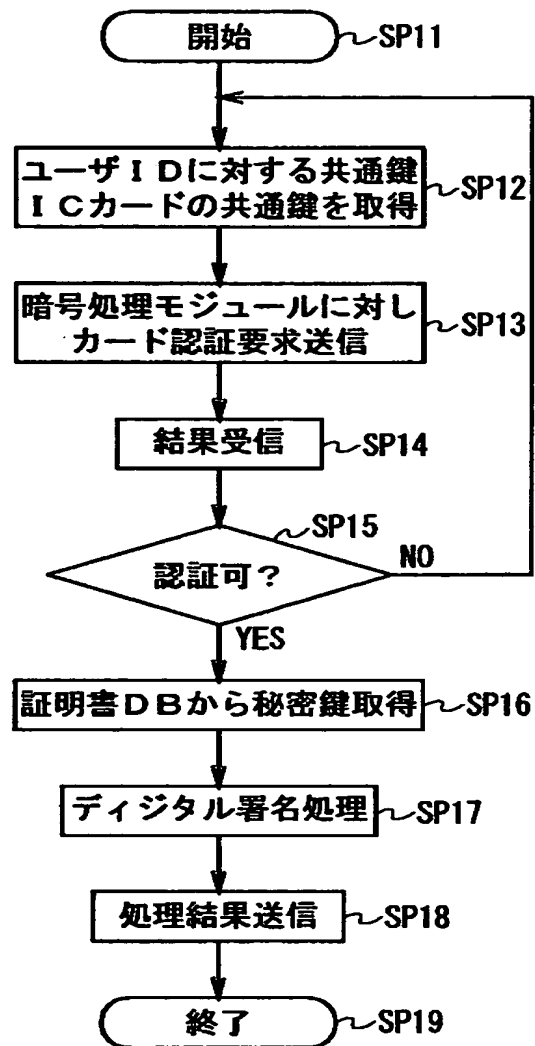 開始 SP11
ユーザIDに対する共通鍵
ICカードの共通鍵を取得 SP12
暗号処理モジュールに対し
カード認証要求送信 SP13
結果受信 SP14
SP15
認証可? NO
YES
証明書DBから秘密鍵取得 SP16
ディジタル署名処理 SP17
処理結果送信 SP18
終了 SP19